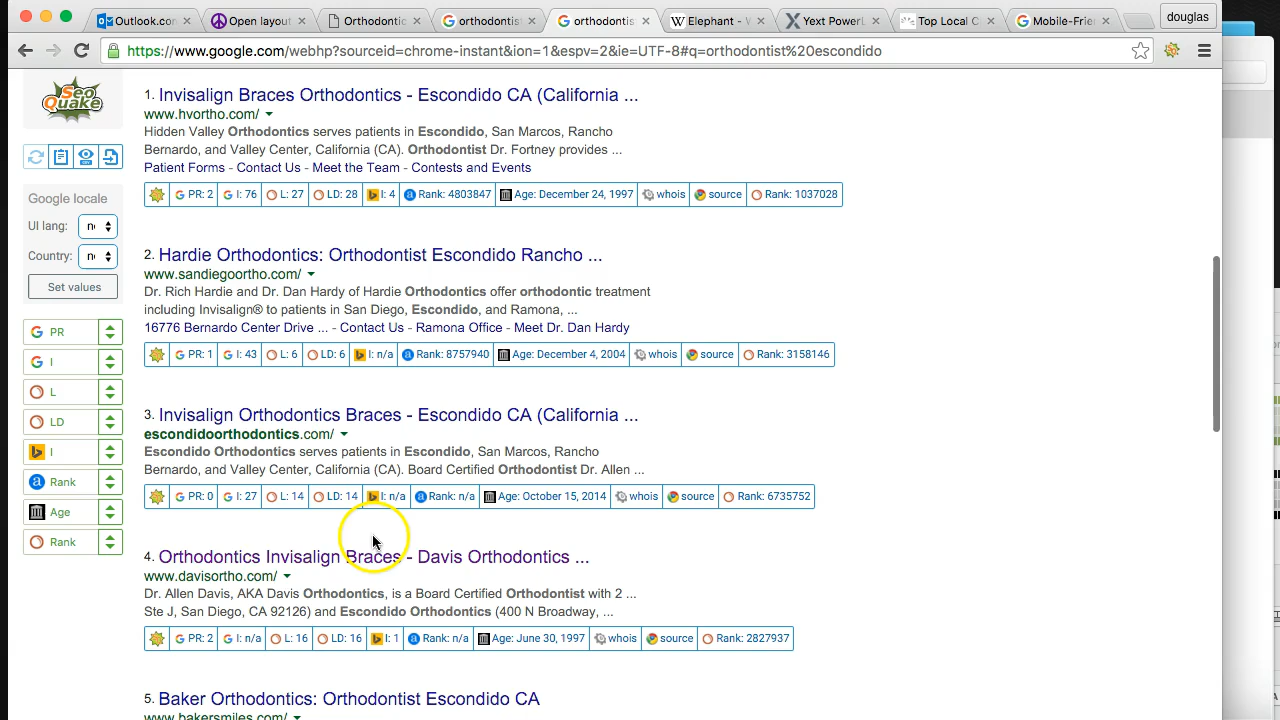 Outlook.con
Open layout
Orthodontic
orthodontis
orthodontis
Elephant - W
Yext PowerL
Top Local C
Mobile-Frie
douglas
https://www.google.com/webhp?sourceid=chrome-instant&ion=1&espv=2&ie=UTF-8#q=orthodontist%20escondido
Seo
Quake
Google locale
UI lang: n
Country: n
Set values
PR
I
L
LD
I
Rank
Age
Rank
1. Invisalign Braces Orthodontics - Escondido CA (California ...
www.hvortho.com/
Hidden Valley Orthodontics serves patients in Escondido, San Marcos, Rancho
Bernardo, and Valley Center, California (CA). Orthodontist Dr. Fortney provides ...
Patient Forms - Contact Us - Meet the Team - Contests and Events
PR: 2 I: 76 L: 27 LD: 28 I: 4 Rank: 4803847 Age: December 24, 1997 whois source Rank: 1037028
2. Hardie Orthodontics: Orthodontist Escondido Rancho ...
www.sandiegoortho.com/
Dr. Rich Hardie and Dr. Dan Hardy of Hardie Orthodontics offer orthodontic treatment
including Invisalign® to patients in San Diego, Escondido, and Ramona, ...
16776 Bernardo Center Drive ... - Contact Us - Ramona Office - Meet Dr. Dan Hardy
PR: 1 I: 43 L: 6 LD: 6 I: n/a Rank: 8757940 Age: December 4, 2004 whois source Rank: 3158146
3. Invisalign Orthodontics Braces - Escondido CA (California ...
escondidoorthodontics.com/
Escondido Orthodontics serves patients in Escondido, San Marcos, Rancho
Bernardo, and Valley Center, California (CA). Board Certified Orthodontist Dr. Allen ...
PR: 0 I: 27 L: 14 LD: 14 I: n/a Rank: n/a Age: October 15, 2014 whois source Rank: 6735752
4. Orthodontics Invisalign Braces - Davis Orthodontics ...
www.davisortho.com/
Dr. Allen Davis, AKA Davis Orthodontics, is a Board Certified Orthodontist with 2 ...
Ste J, San Diego, CA 92126) and Escondido Orthodontics (400 N Broadway, ...
PR: 2 I: n/a L: 16 LD: 16 I: 1 Rank: n/a Age: June 30, 1997 whois source Rank: 2827937
5. Baker Orthodontics: Orthodontist Escondido CA
www.bakersmiles.com/